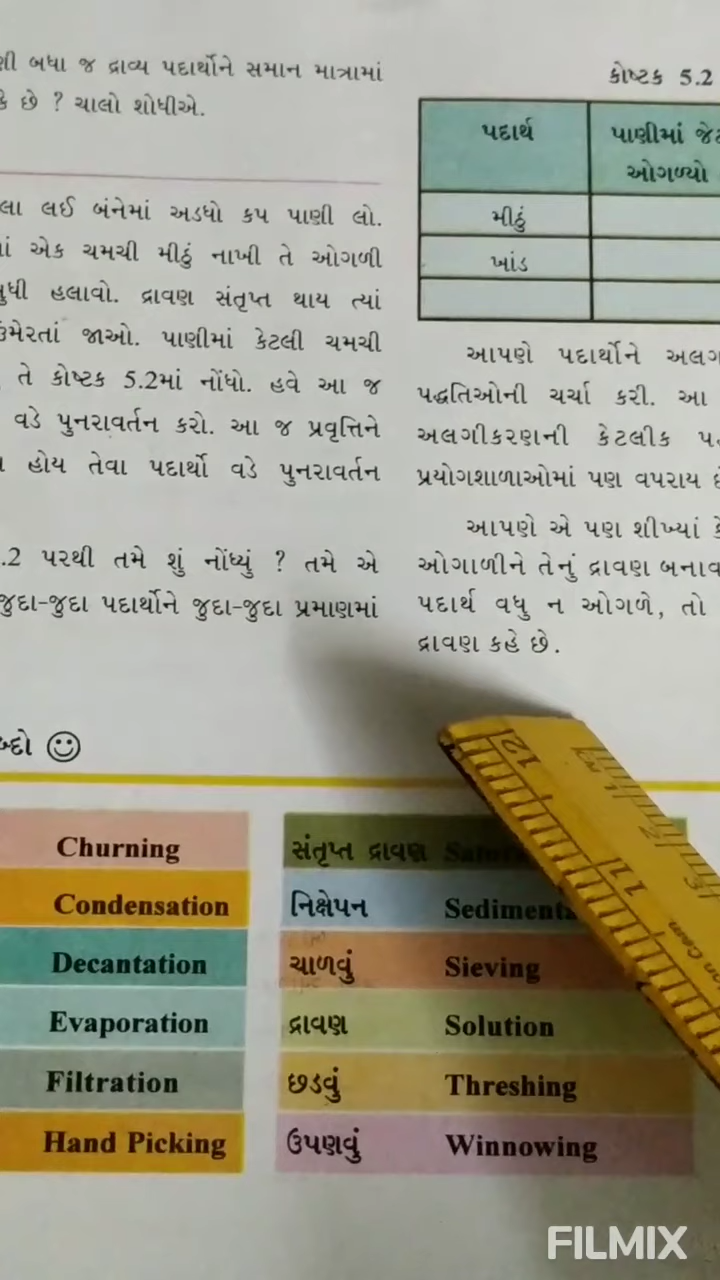 બધા જ દ્રાવ્ય પદાર્થોને સમાન માત્રામાં
છે ? ચાલો શોધીએ.
લઈ બંનેમાં અડધો કપ પાણી લો.
એક ચમચી મીઠું નાખી તે ઓગળી
હલાવો. દ્રાવણ સંતૃપ્ત થાય ત્યાં
જાઓ. પાણીમાં કેટલી ચમચી
તે કોષ્ટક 5.2માં નોંધો. હવે આ જ
વડે પુનરાવર્તન કરો. આ જ પ્રવૃત્તિને
હોય તેવા પદાર્થો વડે પુનરાવર્તન
.2 પરથી તમે શું નોંધ્યું ? તમે એ
જુદા-જુદા પદાર્થોને જુદા-જુદા પ્રમાણમાં
કોષ્ટક 5.2
પદાર્થ પાણીમાં
ઓગળ્યો
મીઠું
ખાંડ
આપણે પદાર્થોને
પદ્ધતિઓની ચર્ચા કરી. આ
અલગીકરણની કેટલીક
પ્રયોગશાળાઓમાં પણ વપરાય
આપણે એ પણ શીખ્યાં
ઓગાળીને તેનું દ્રાવણ
પદાર્થ વધુ ન ઓગળે, તો
દ્રાવણ કહે છે.
Churning
Condensation
Decantation
Evaporation
Filtration
Hand Picking
સંતૃપ્ત દ્રાવણ
નિક્ષેપન
ચાળવું Sieving
દ્રાવણ Solution
છડવું Threshing
ઉપણવું Winnowing
12
11
Cm.
FILMIX